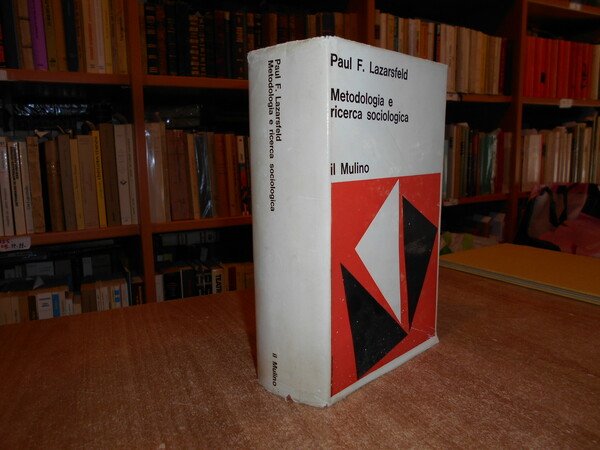 Paul F. Lazarsfeld
Metodologia e
ricerca sociologica
il Mulino
Paul F. Lazarsfeld
Metodologia e ricerca sociologica
il Mulino